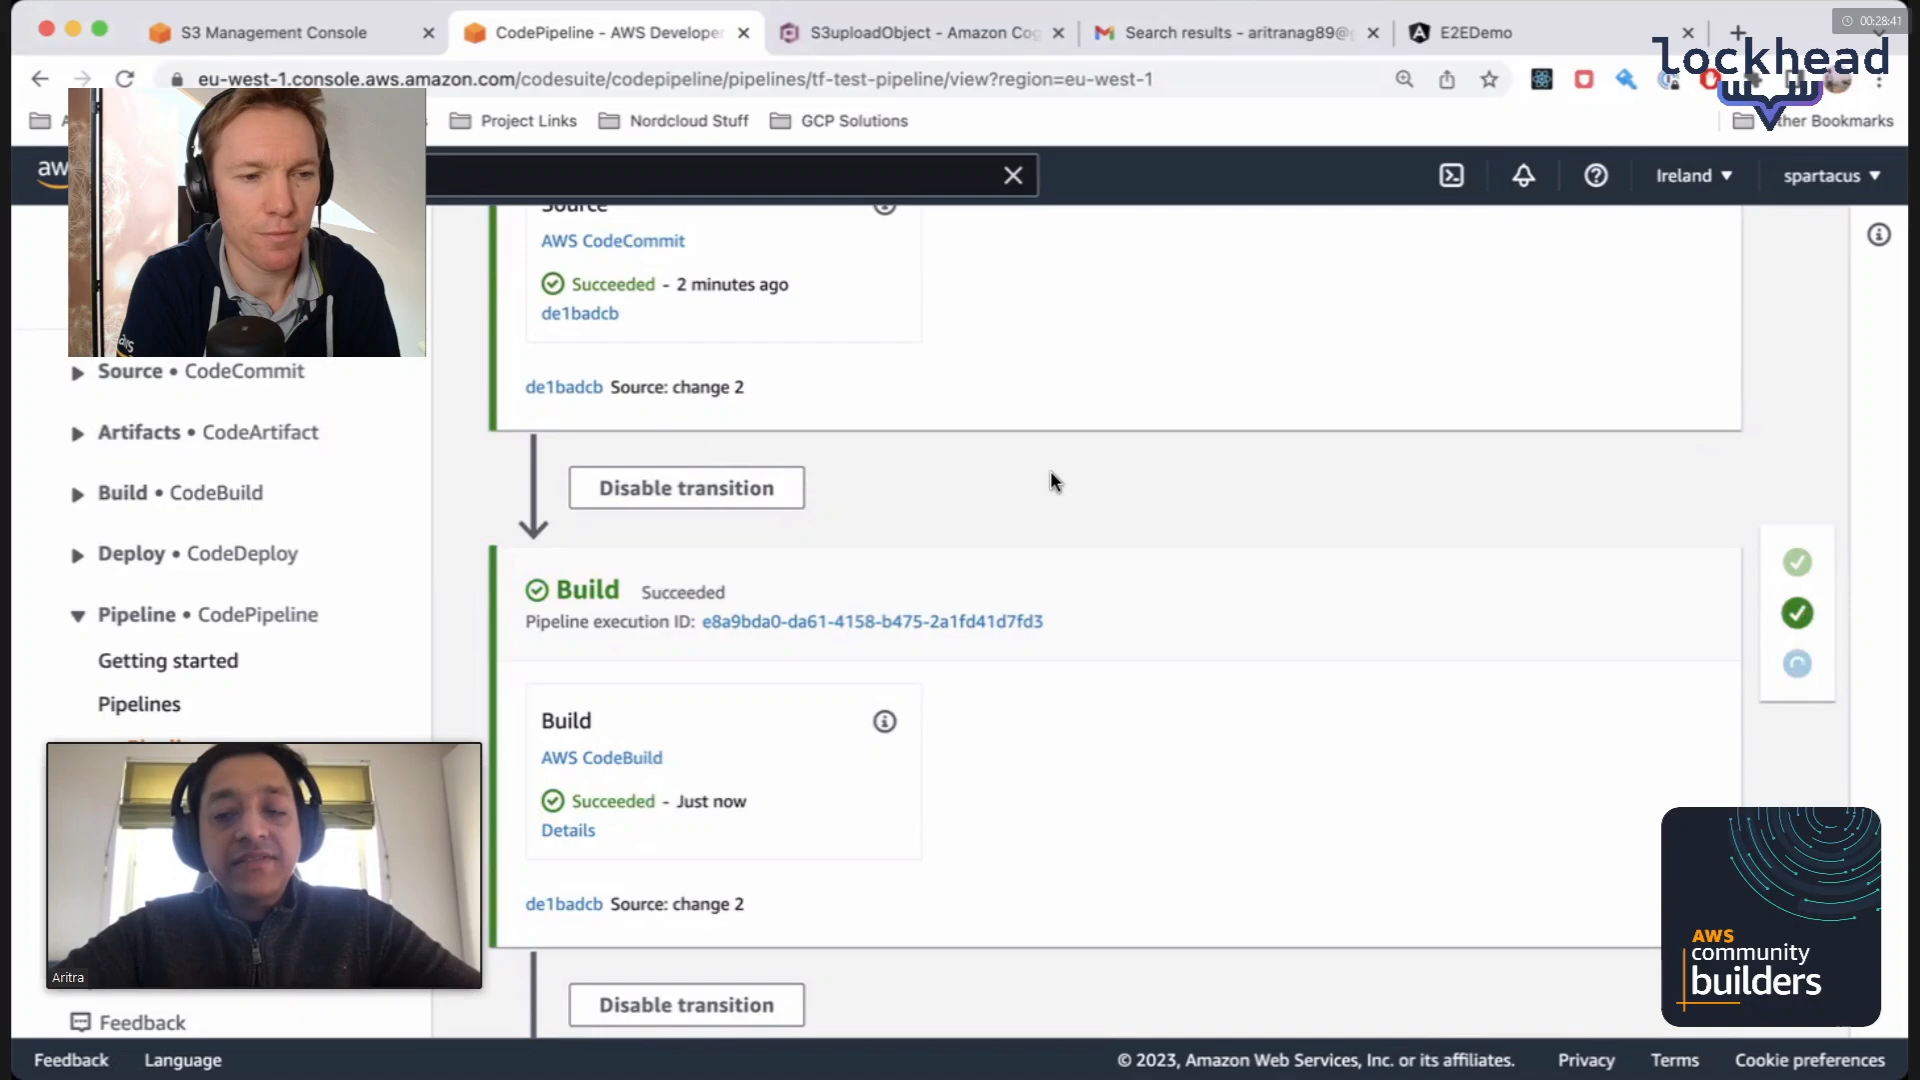 S3 Management Console
CodePipeline - AWS Developer
S3uploadObject - Amazon Cog
Search results - aritranag89@g
E2EDemo
00:28:41
eu-west-1.console.aws.amazon.com/codesuite/codepipeline/pipelines/tf-test-pipeline/view?region=eu-west-1
lockhead
Project Links
Nordcloud Stuff
GCP Solutions
ther Bookmarks
aws
Ireland
spartacus
Source
AWS CodeCommit
Succeeded - 2 minutes ago
de1badcb
de1badcb Source: change 2
Disable transition
Build Succeeded
Pipeline execution ID: e8a9bda0-da61-4158-b475-2a1fd41d7fd3
Build
AWS CodeBuild
Succeeded - Just now
Details
de1badcb Source: change 2
Disable transition
Source • CodeCommit
Artifacts • CodeArtifact
Build • CodeBuild
Deploy • CodeDeploy
Pipeline • CodePipeline
Getting started
Pipelines
Aritra
Feedback
AWS
community
builders
Feedback
Language
© 2023, Amazon Web Services, Inc. or its affiliates.
Privacy
Terms
Cookie preferences